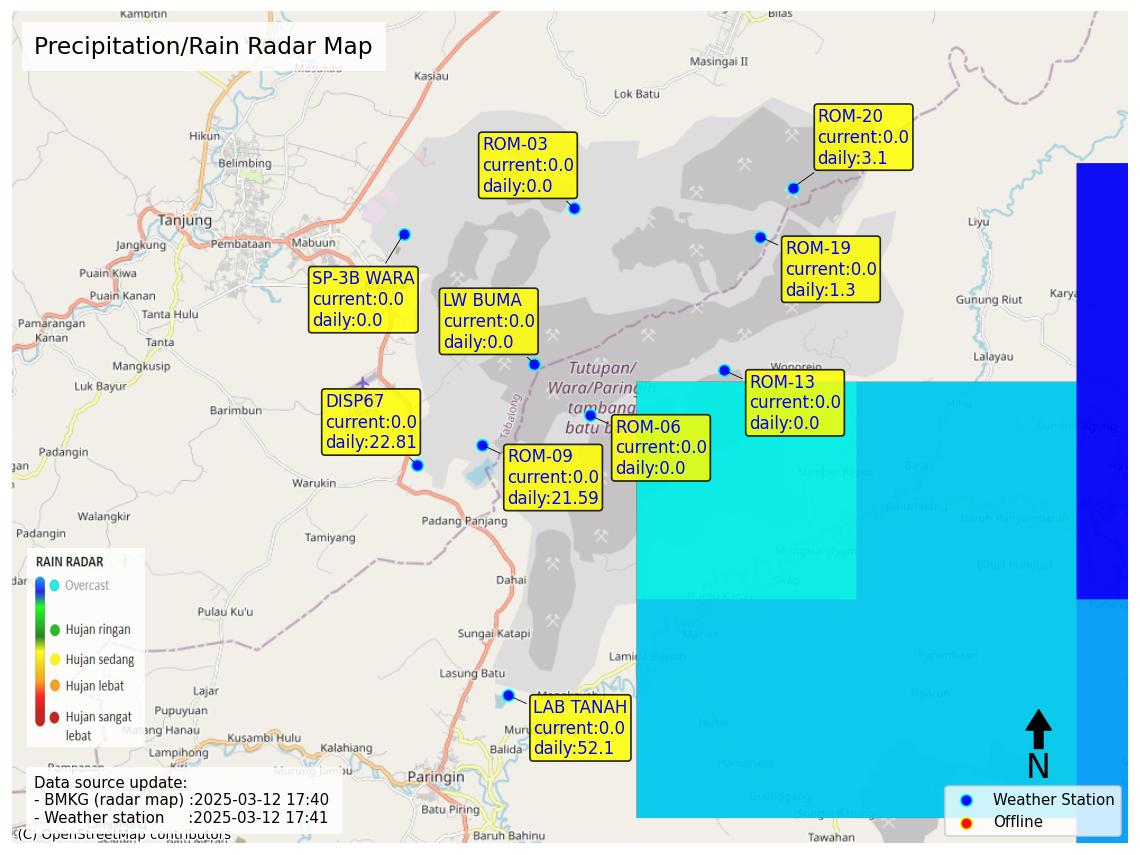 Precipitation/Rain Radar Map
Kambitin
Bilas
Masingai II
Kasiau
Lok Batu
Hikun
Belimbing
Tanjung
Jangkung
Pembataan
Mabuun
Puain Kiwa
Puain Kanan
Tanta Hulu
Pamarangan
Kanan
Tanta
Mangkusip
Luk Bayur
Barimbun
Padangin
Warukin
Walangkir
Padangin
Tamiyang
Padang Panjang
Dahai
Pulau Ku'u
Sungai Katapi
Lasung Batu
Lajar
Pupuyuan
Matang Hanau
Lampihong
Kusambi Hulu
Kalahiang
Murung Jambu
Paringin
Balida
Batu Piring
Baruh Bahinu
Tawahan
Liyu
Gunung Riut
Lalayau
Wonorejo
Tabalong
Tutupan/
Wara/Paringin
tambang
ROM-20
current:0.0
daily:3.1
ROM-03
current:0.0
daily:0.0
ROM-19
current:0.0
daily:1.3
SP-3B WARA
current:0.0
daily:0.0
LW BUMA
current:0.0
daily:0.0
ROM-13
current:0.0
daily:0.0
DISP67
current:0.0
daily:22.81
ROM-06
current:0.0
daily:0.0
ROM-09
current:0.0
daily:21.59
LAB TANAH
current:0.0
daily:52.1
RAIN RADAR
Overcast
Hujan ringan
Hujan sedang
Hujan lebat
Hujan sangat
lebat
Data source update:
- BMKG (radar map) :2025-03-12 17:40
- Weather station :2025-03-12 17:41
(C) OpenStreetMap contributors
N
Weather Station
Offline